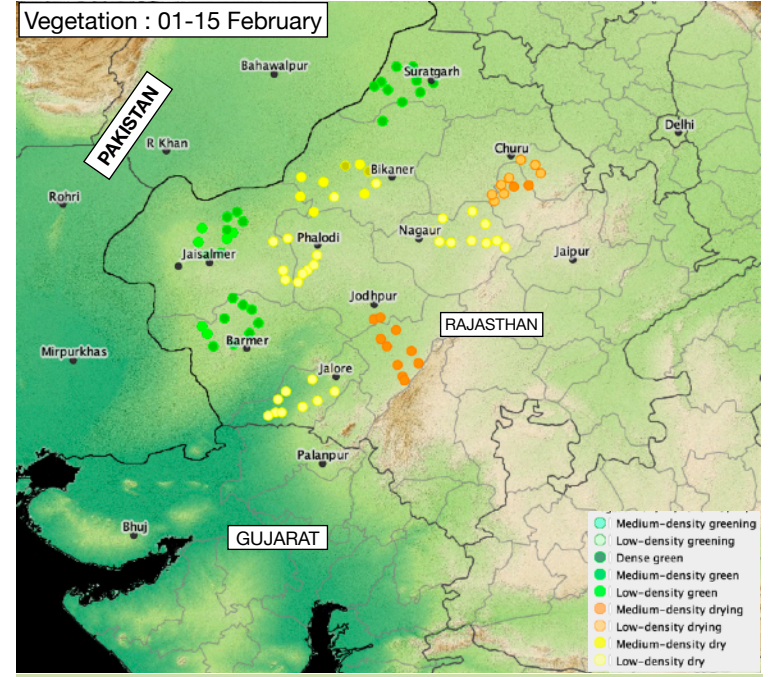 Vegetation : 01-15 February
Bahawalpur
Suratgarh
PAKISTAN
Delhi
R Khan
Churu
Bikaner
Rohri
Phalodi
Nagaur
Jaisalmer
Jaipur
Jodhpur
RAJASTHAN
Barmer
Mirpurkhas
Jalore
Palanpur
Bhuj
GUJARAT
Medium-density greening
Low-density greening
Dense green
Medium-density green
Low-density green
Medium-density drying
Low-density drying
Medium-density dry
Low-density dry